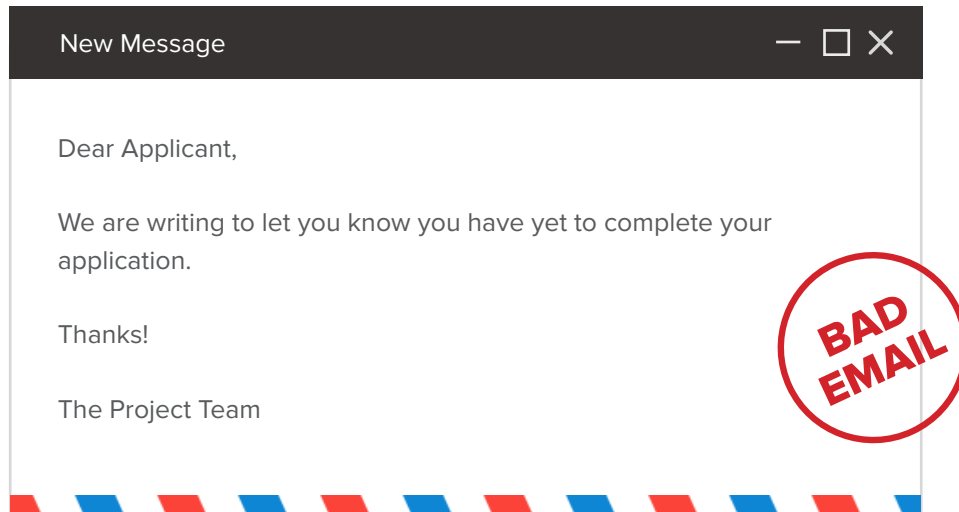 New Message
Dear Applicant,
We are writing to let you know you have yet to complete your
application.
Thanks!
The Project Team
BAD
EMAIL